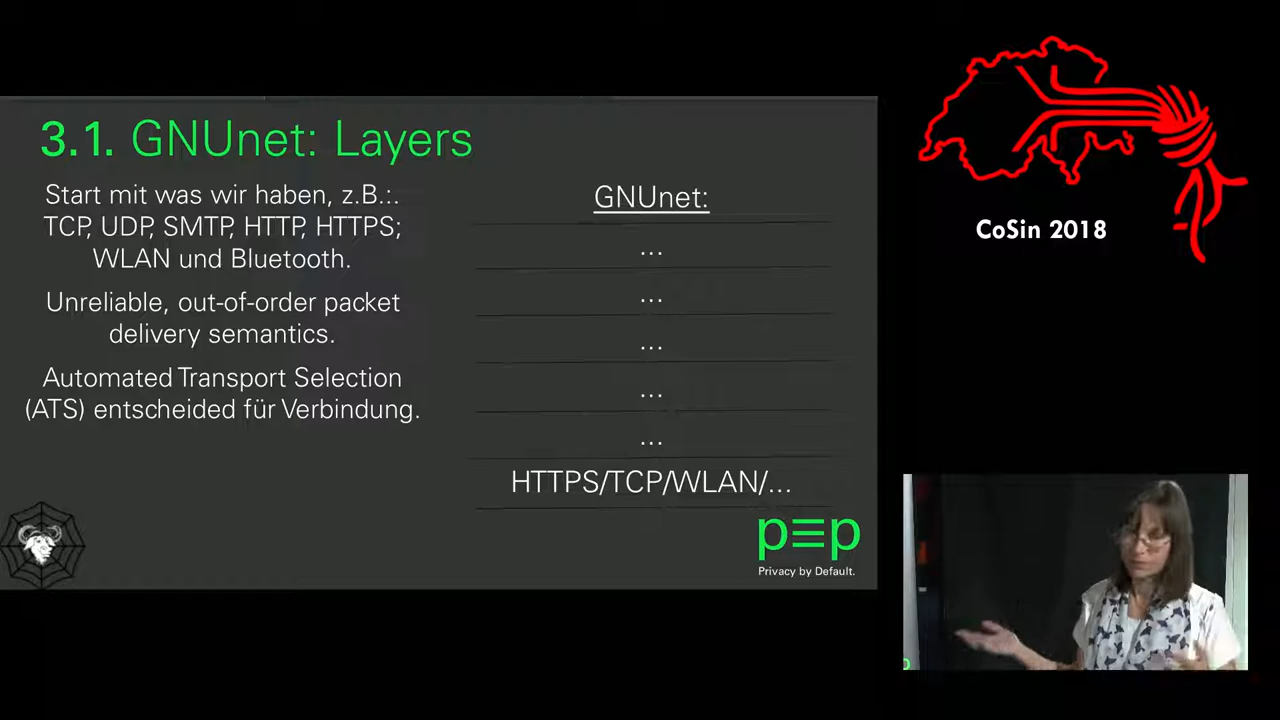 3.1. GNUnet: Layers
Start mit was wir haben, z.B.:.
TCP, UDP, SMTP, HTTP, HTTPS;
WLAN und Bluetooth.
Unreliable, out-of-order packet
delivery semantics.
Automated Transport Selection
(ATS) entscheided für Verbindung.
GNUnet:
...
...
...
...
...
HTTPS/TCP/WLAN/...
p≡p
Privacy by Default.
CoSin 2018
p